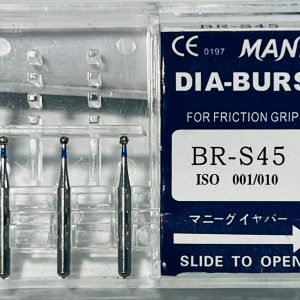 BR-S45
CE 0197 MANI
DIA-BURS
FOR FRICTION GRIP
BR-S45
ISO 001/010
マニーダイヤバー
SLIDE TO OPEN